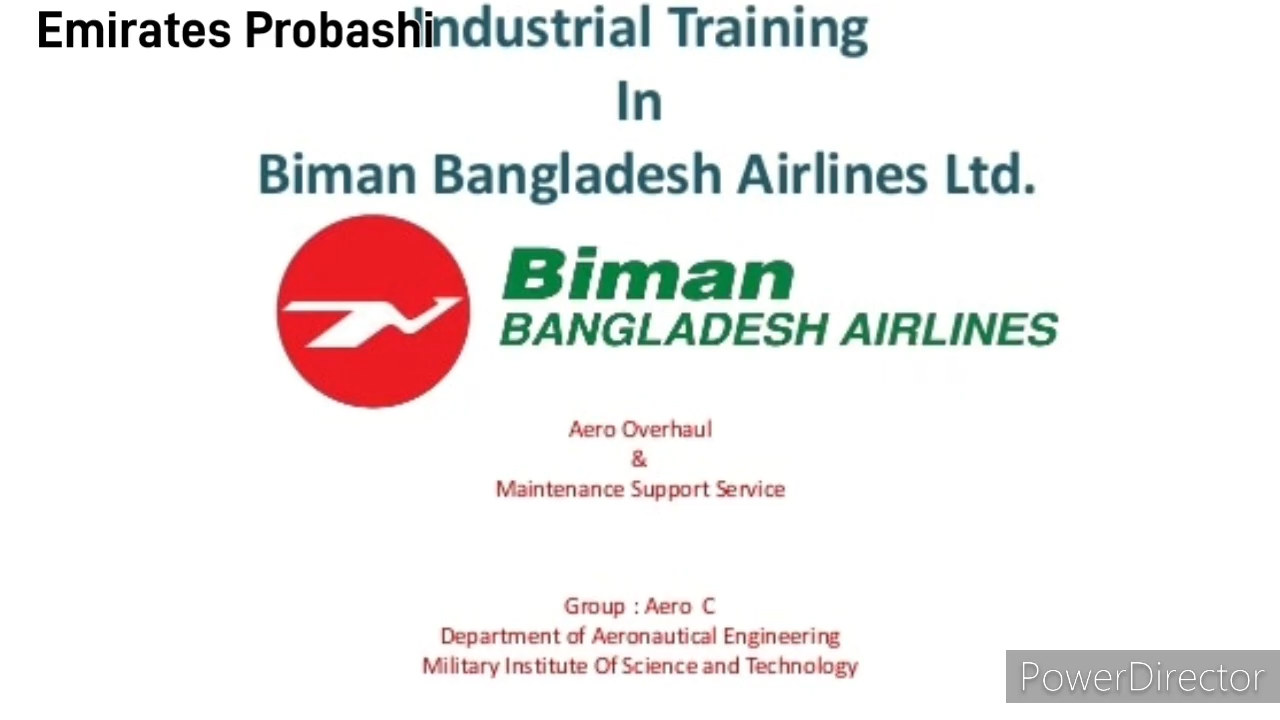 Emirates Probashi
Industrial Training
In
Biman Bangladesh Airlines Ltd.
Biman
BANGLADESH AIRLINES
Aero Overhaul
&
Maintenance Support Service
Group : Aero C
Department of Aeronautical Engineering
Military Institute Of Science and Technology
PowerDirector